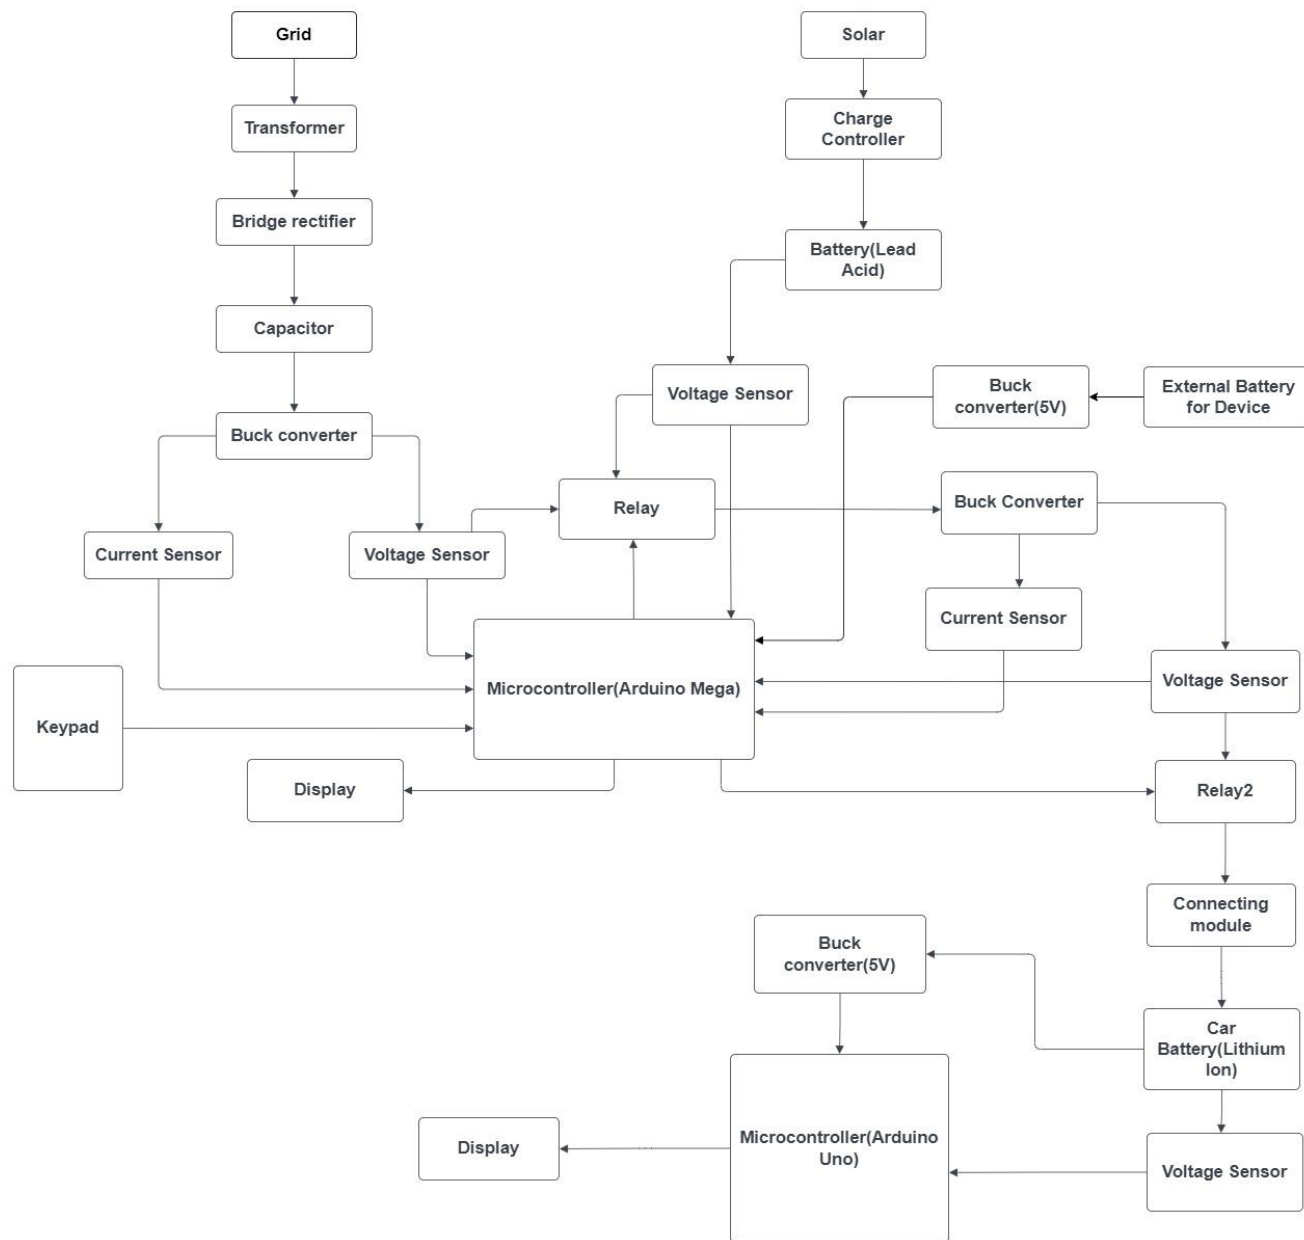 Grid
Solar
Transformer
Charge
Controller
Bridge rectifier
Battery(Lead
Acid)
Capacitor
Voltage Sensor
Buck
converter(5V)
External Battery
for Device
Buck converter
Relay
Buck Converter
Current Sensor
Voltage Sensor
Current Sensor
Keypad
Microcontroller(Arduino Mega)
Voltage Sensor
Display
Relay2
Connecting
module
Buck
converter(5V)
Car
Battery(Lithium
Ion)
Display
Microcontroller(Arduino
Uno)
Voltage Sensor